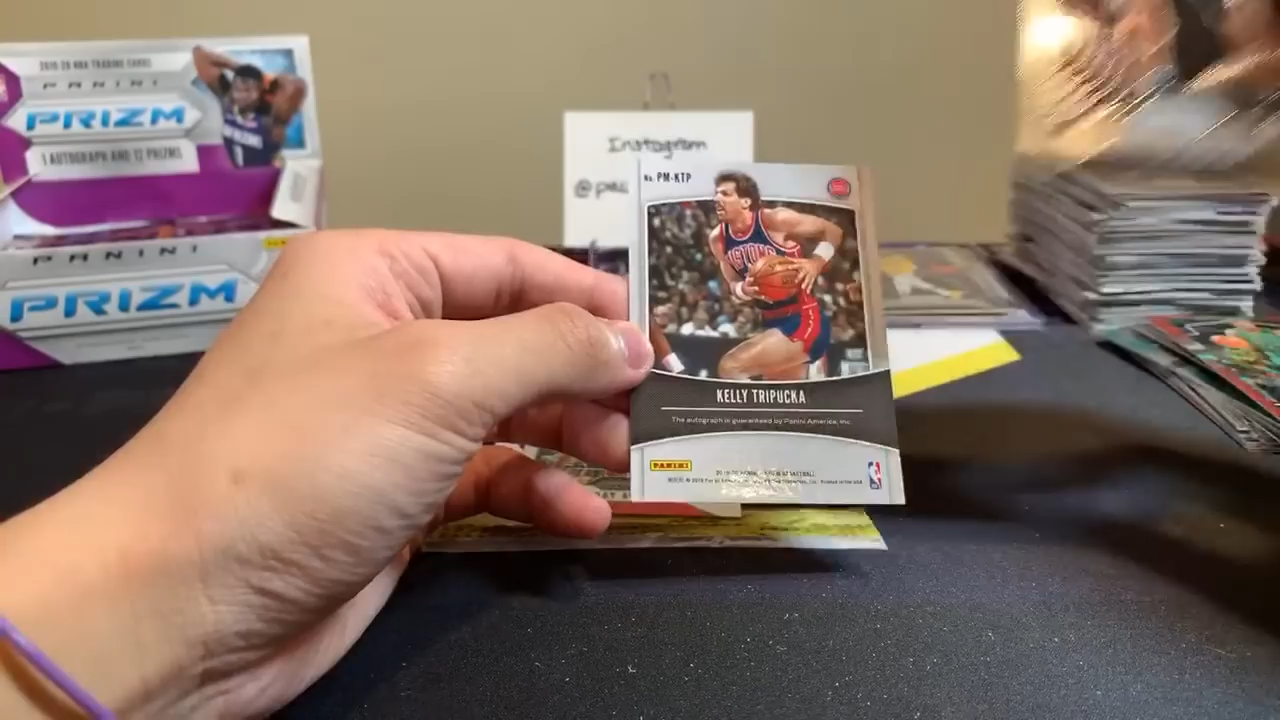 2019-20 NBA TRADING CARDS
PANINI
PRIZM
1 AUTOGRAPH AND 12 PRIZMS
PANINI
PRIZM
Instagram
No. PM-KTP
PISTONS
KELLY TRIPUCKA
The autograph is guaranteed by Panini America, Inc.
PANINI